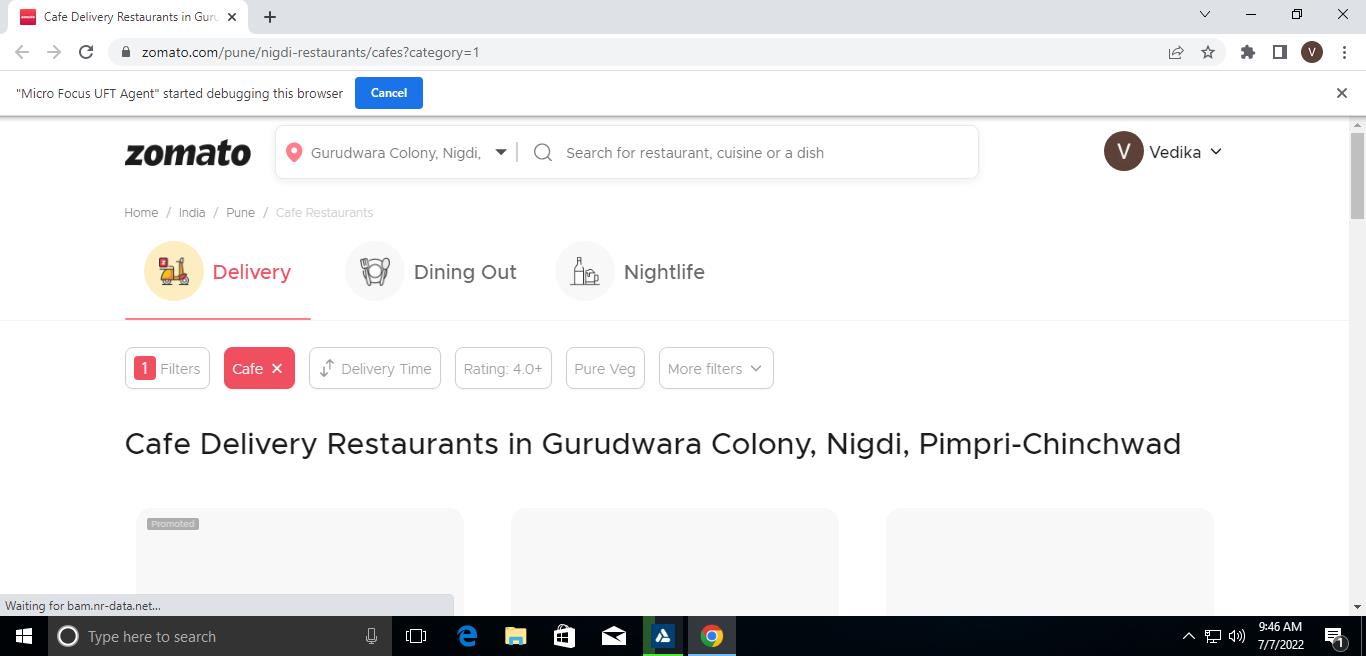 Cafe Delivery Restaurants in Guru
zomato.com/pune/nigdi-restaurants/cafes?category=1
V
"Micro Focus UFT Agent" started debugging this browser
Cancel
zomato
Gurudwara Colony, Nigdi,
Search for restaurant, cuisine or a dish
V
Vedika
Home / India / Pune / Cafe Restaurants
Delivery
Dining Out
Nightlife
1 Filters
Cafe
Delivery Time
Rating: 4.0+
Pure Veg
More filters
Cafe Delivery Restaurants in Gurudwara Colony, Nigdi, Pimpri-Chinchwad
Promoted
Waiting for bam.nr-data.net...
Type here to search
9:46 AM
7/7/2022
1